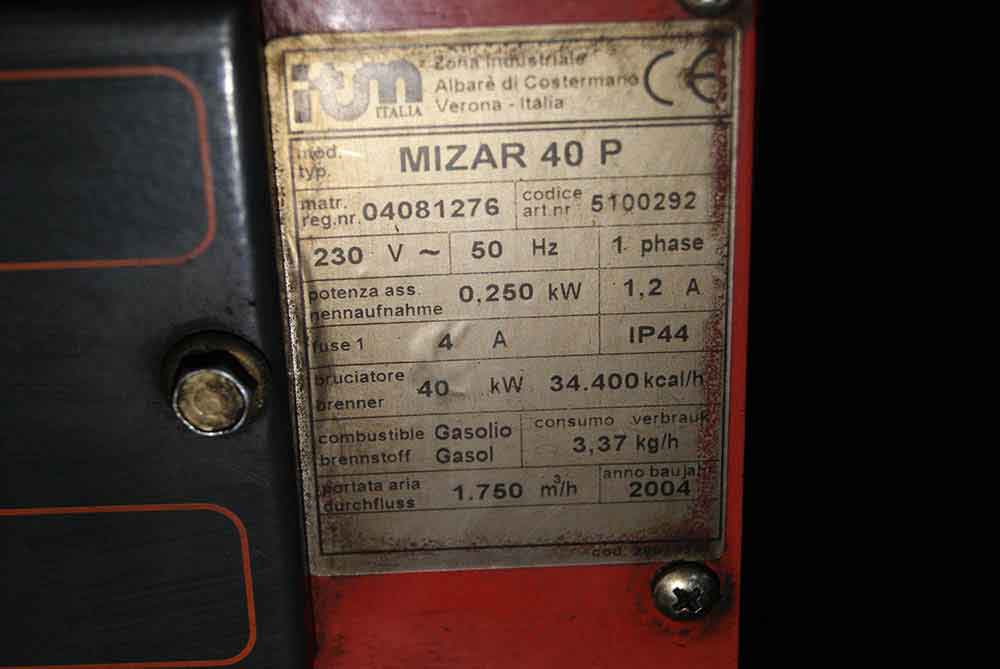 itm ITALIA
Zona Industriale
Albarè di Costermano
Verona - Italia
CE
mod.
typ.
MIZAR 40 P
matr.
reg.nr. 04081276
codice
art.nr 5100292
230 V ~ 50 Hz 1 phase
potenza ass.
nennaufnahme
0,250 kW 1,2 A
fuse 1 4 A IP44
bruciatore
brenner
40 kW 34.400 kcal/h
combustible Gasolio
brennstoff Gasol
consumo verbrauk
3,37 kg/h
portata aria
durchfluss
1.750 m³/h
anno baujahr
2004
cod.